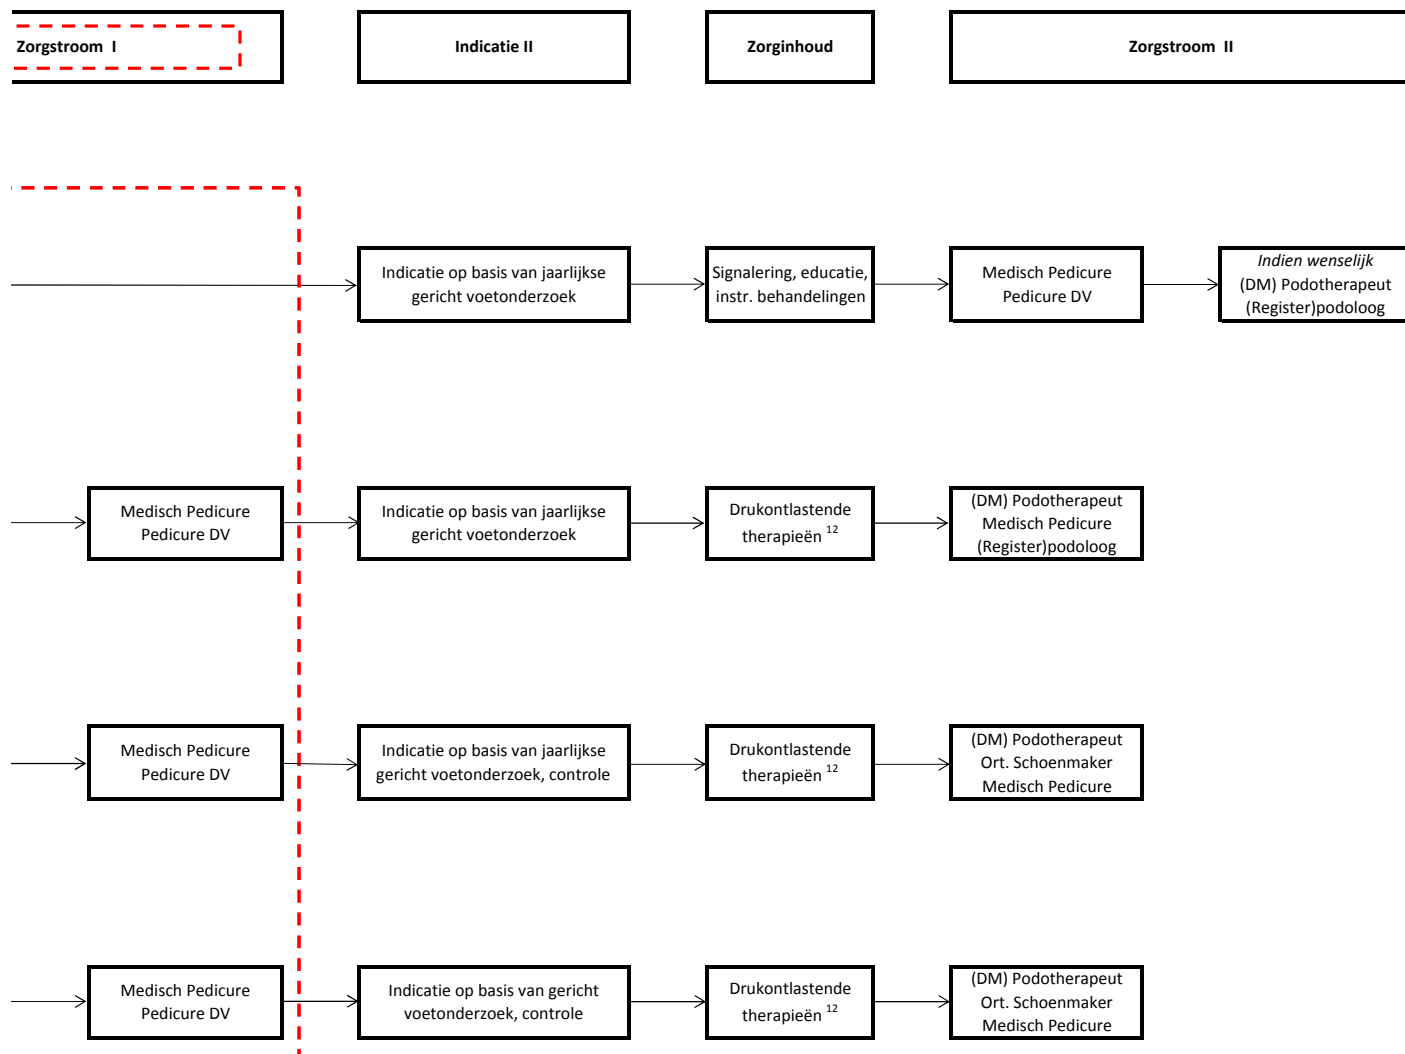 Zorgstroom I
Indicatie II
Zorginhoud
Zorgstroom II
Indicatie op basis van jaarlijkse
gericht voetonderzoek
Signalering, educatie,
instr. behandelingen
Medisch Pedicure
Pedicure DV
Indien wenselijk
(DM) Podotherapeut
(Register)podoloog
Medisch Pedicure
Pedicure DV
Indicatie op basis van jaarlijkse
gericht voetonderzoek
Drukontlastende
therapieën 12
(DM) Podotherapeut
Medisch Pedicure
(Register)podoloog
Medisch Pedicure
Pedicure DV
Indicatie op basis van jaarlijkse
gericht voetonderzoek, controle
Drukontlastende
therapieën 12
(DM) Podotherapeut
Ort. Schoenmaker
Medisch Pedicure
Medisch Pedicure
Pedicure DV
Indicatie op basis van gericht
voetonderzoek, controle
Drukontlastende
therapieën 12
(DM) Podotherapeut
Ort. Schoenmaker
Medisch Pedicure